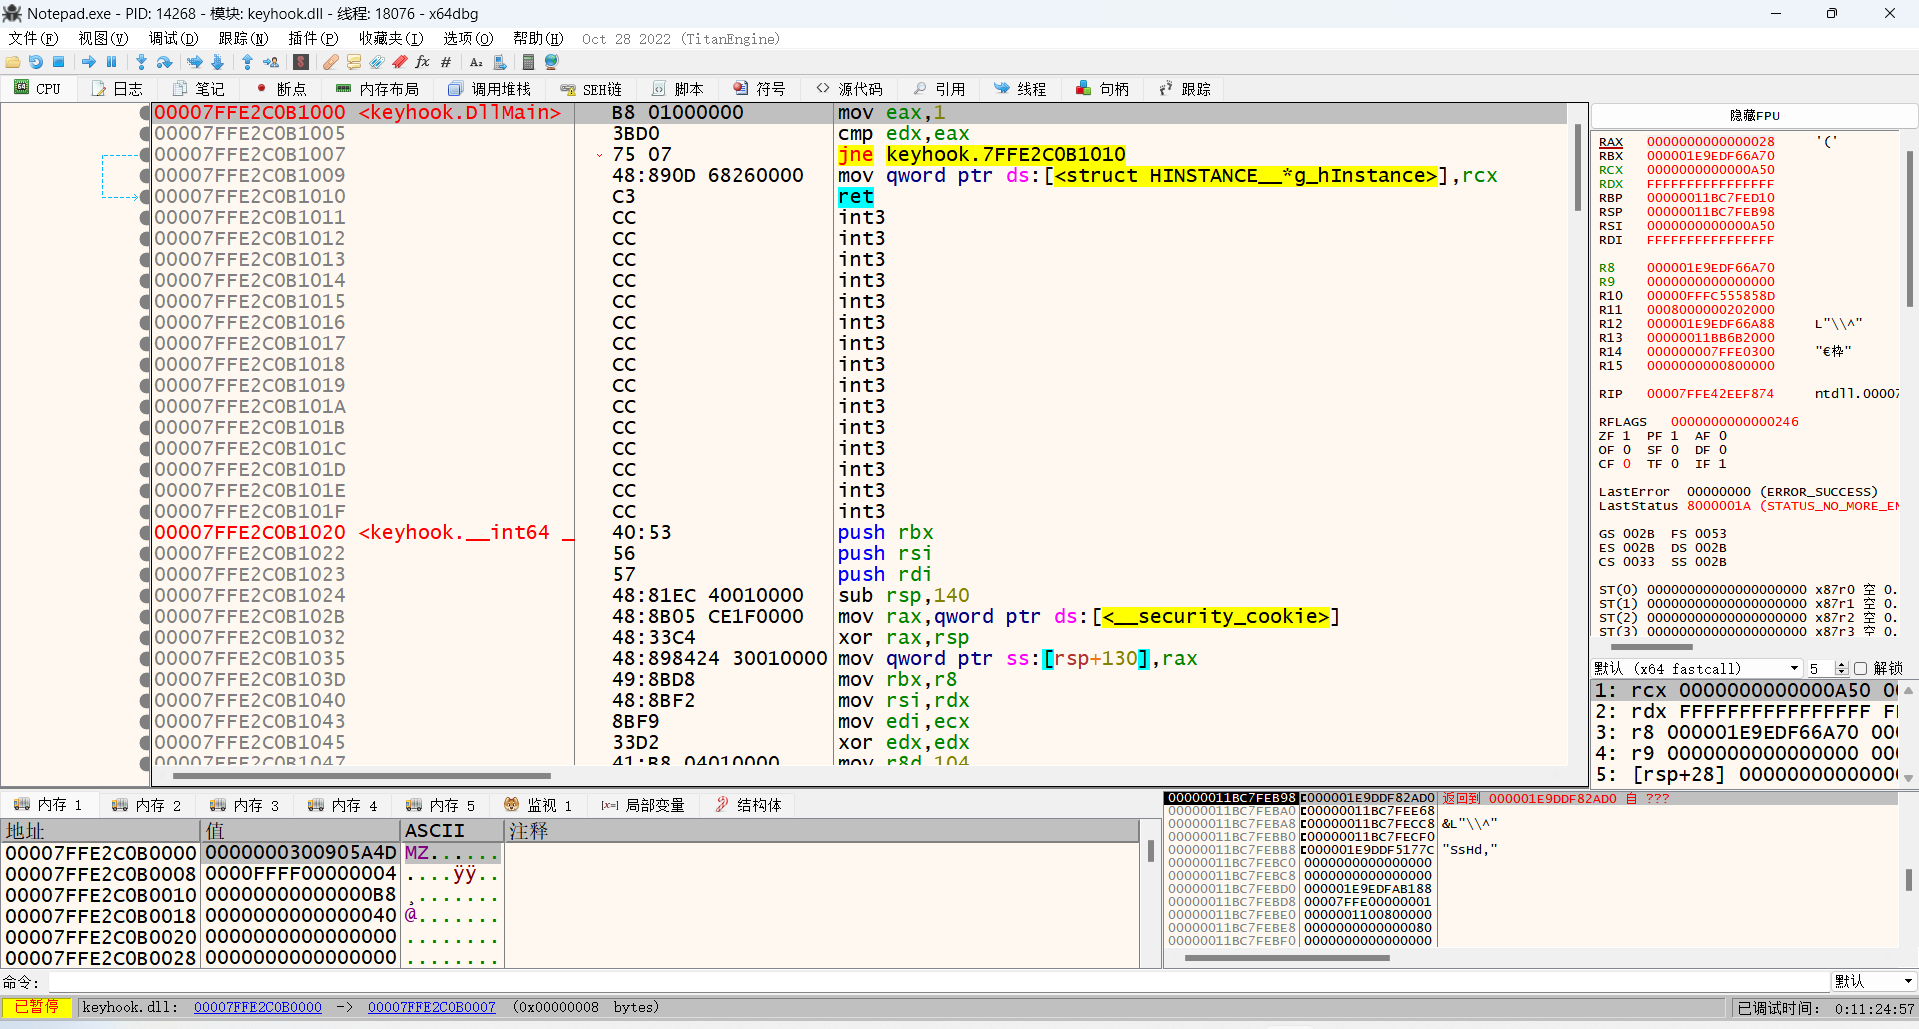 Notepad.exe - PID: 14268 - 模块: keyhook.dll - 线程: 18076 - x64dbg
文件(F) 视图(V) 调试(D) 跟踪(N) 插件(P) 收藏夹(I) 选项(O) 帮助(H) Oct 28 2022 (TitanEngine)
CPU 日志 笔记 断点 内存布局 调用堆栈 SEH链 脚本 符号 源代码 引用 线程 句柄 跟踪
00007FFE2C0B1000 <keyhook.DllMain> B8 01000000 mov eax,1
00007FFE2C0B1005 3BD0 cmp edx,eax
00007FFE2C0B1007 75 07 jne keyhook.7FFE2C0B1010
00007FFE2C0B1009 48:890D 68260000 mov qword ptr ds:[<struct HINSTANCE__*g_hInstance>],rcx
00007FFE2C0B1010 C3 ret
00007FFE2C0B1011 CC int3
00007FFE2C0B1012 CC int3
00007FFE2C0B1013 CC int3
00007FFE2C0B1014 CC int3
00007FFE2C0B1015 CC int3
00007FFE2C0B1016 CC int3
00007FFE2C0B1017 CC int3
00007FFE2C0B1018 CC int3
00007FFE2C0B1019 CC int3
00007FFE2C0B101A CC int3
00007FFE2C0B101B CC int3
00007FFE2C0B101C CC int3
00007FFE2C0B101D CC int3
00007FFE2C0B101E CC int3
00007FFE2C0B101F CC int3
00007FFE2C0B1020 <keyhook.__int64 _ 40:53 push rbx
00007FFE2C0B1022 56 push rsi
00007FFE2C0B1023 57 push rdi
00007FFE2C0B1024 48:81EC 40010000 sub rsp,140
00007FFE2C0B102B 48:8B05 CE1F0000 mov rax,qword ptr ds:[<__security_cookie>]
00007FFE2C0B1032 48:33C4 xor rax,rsp
00007FFE2C0B1035 48:898424 30010000 mov qword ptr ss:[rsp+130],rax
00007FFE2C0B103D 49:8BD8 mov rbx,r8
00007FFE2C0B1040 48:8BF2 mov rsi,rdx
00007FFE2C0B1043 8BF9 mov edi,ecx
00007FFE2C0B1045 33D2 xor edx,edx
00007FFE2C0B1047 41:B8 04010000 mov r8d,104
隐藏FPU
RAX 0000000000000028 '('
RBX 000001E9EDF66A70
RCX 0000000000000A50
RDX FFFFFFFFFFFFFFFF
RBP 00000011BC7FED10
RSP 00000011BC7FEB98
RSI 0000000000000A50
RDI FFFFFFFFFFFFFFFF
R8 000001E9EDF66A70
R9 0000000000000000
R10 00000FFFC555858D
R11 0008000000202000
R12 000001E9EDF66A88 L"\\^"
R13 00000011BB6B2000
R14 000000007FFE0300 "€枠"
R15 0000000000800000
RIP 00007FFE42EEF874 ntdll.00007
RFLAGS 0000000000000246
ZF 1 PF 1 AF 0
OF 0 SF 0 DF 0
CF 0 TF 0 IF 1
LastError 00000000 (ERROR_SUCCESS)
LastStatus 8000001A (STATUS_NO_MORE_EN
GS 002B FS 0053
ES 002B DS 002B
CS 0033 SS 002B
ST(0) 00000000000000000000 x87r0 空 0.
ST(1) 00000000000000000000 x87r1 空 0.
ST(2) 00000000000000000000 x87r2 空 0.
ST(3) 00000000000000000000 x87r3 空 0.
默认 (x64 fastcall) 5 解锁
1: rcx 0000000000000A50 00
2: rdx FFFFFFFFFFFFFFFF FF
3: r8 000001E9EDF66A70 000
4: r9 0000000000000000 000
5: [rsp+28] 0000000000000
内存 1 内存 2 内存 3 内存 4 内存 5 监视 1 [x=] 局部变量 结构体
地址 值 ASCII 注释
00007FFE2C0B0000 0000000300905A4D MZ......
00007FFE2C0B0008 0000FFFF00000004 ....ÿÿ..
00007FFE2C0B0010 00000000000000B8 ¸.......
00007FFE2C0B0018 0000000000000040 @.......
00007FFE2C0B0020 0000000000000000 ........
00007FFE2C0B0028 0000000000000000 ........
00000011BC7FEB98 000001E9DDF82AD0 返回到 000001E9DDF82AD0 自 ???
00000011BC7FEBA0 00000011BC7FEE68
00000011BC7FEBA8 00000011BC7FECC8 &L"\\^"
00000011BC7FEBB0 00000011BC7FECF0
00000011BC7FEBB8 000001E9DDF5177C "SsHd,"
00000011BC7FEBC0 0000000000000000
00000011BC7FEBC8 0000000000000000
00000011BC7FEBD0 000001E9EDFAB188
00000011BC7FEBD8 00007FFE00000001
00000011BC7FEBE0 0000001100800000
00000011BC7FEBE8 0000000000000080
00000011BC7FEBF0 0000000000000000
命令: 默认
已暂停 keyhook.dll: 00007FFE2C0B0000 -> 00007FFE2C0B0007 (0x00000008 bytes) 已调试时间: 0:11:24:57